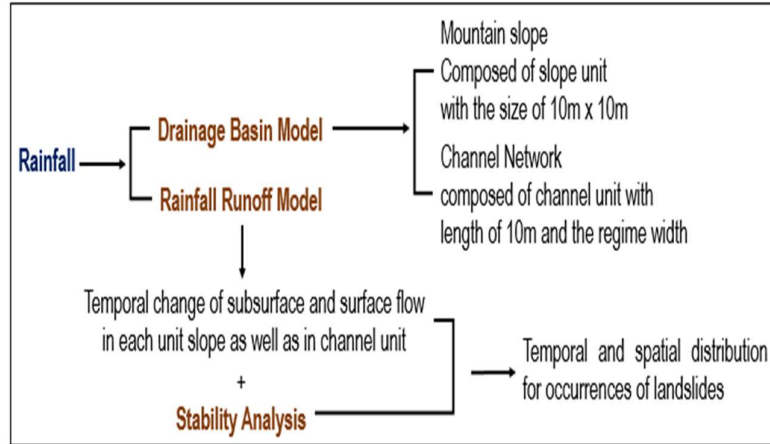 Rainfall
Drainage Basin Model
Rainfall Runoff Model
Mountain slope
Composed of slope unit
with the size of 10m x 10m
Channel Network
composed of channel unit with
length of 10m and the regime width
Temporal change of subsurface and surface flow
in each unit slope as well as in channel unit
+
Stability Analysis
Temporal and spatial distribution
for occurrences of landslides